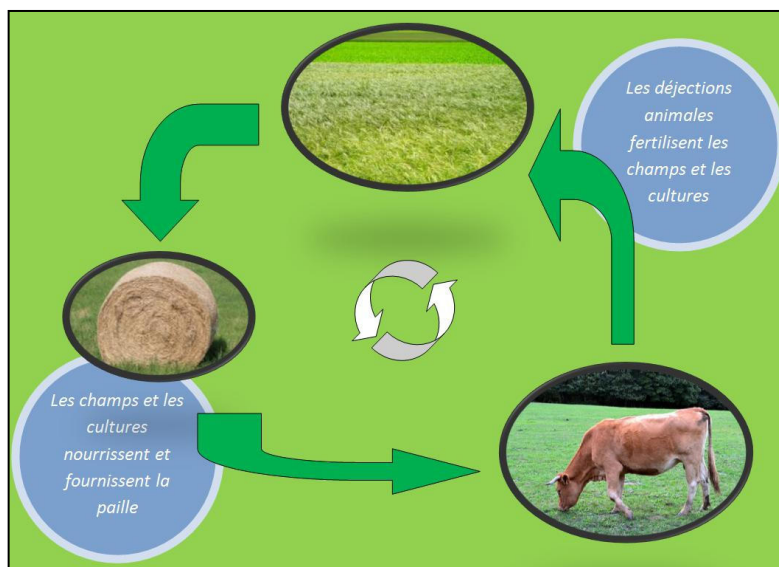 Les déjections
animales
fertilisent les
champs et les
cultures
Les champs et les
cultures
nourrissent et
fournissent la
paille